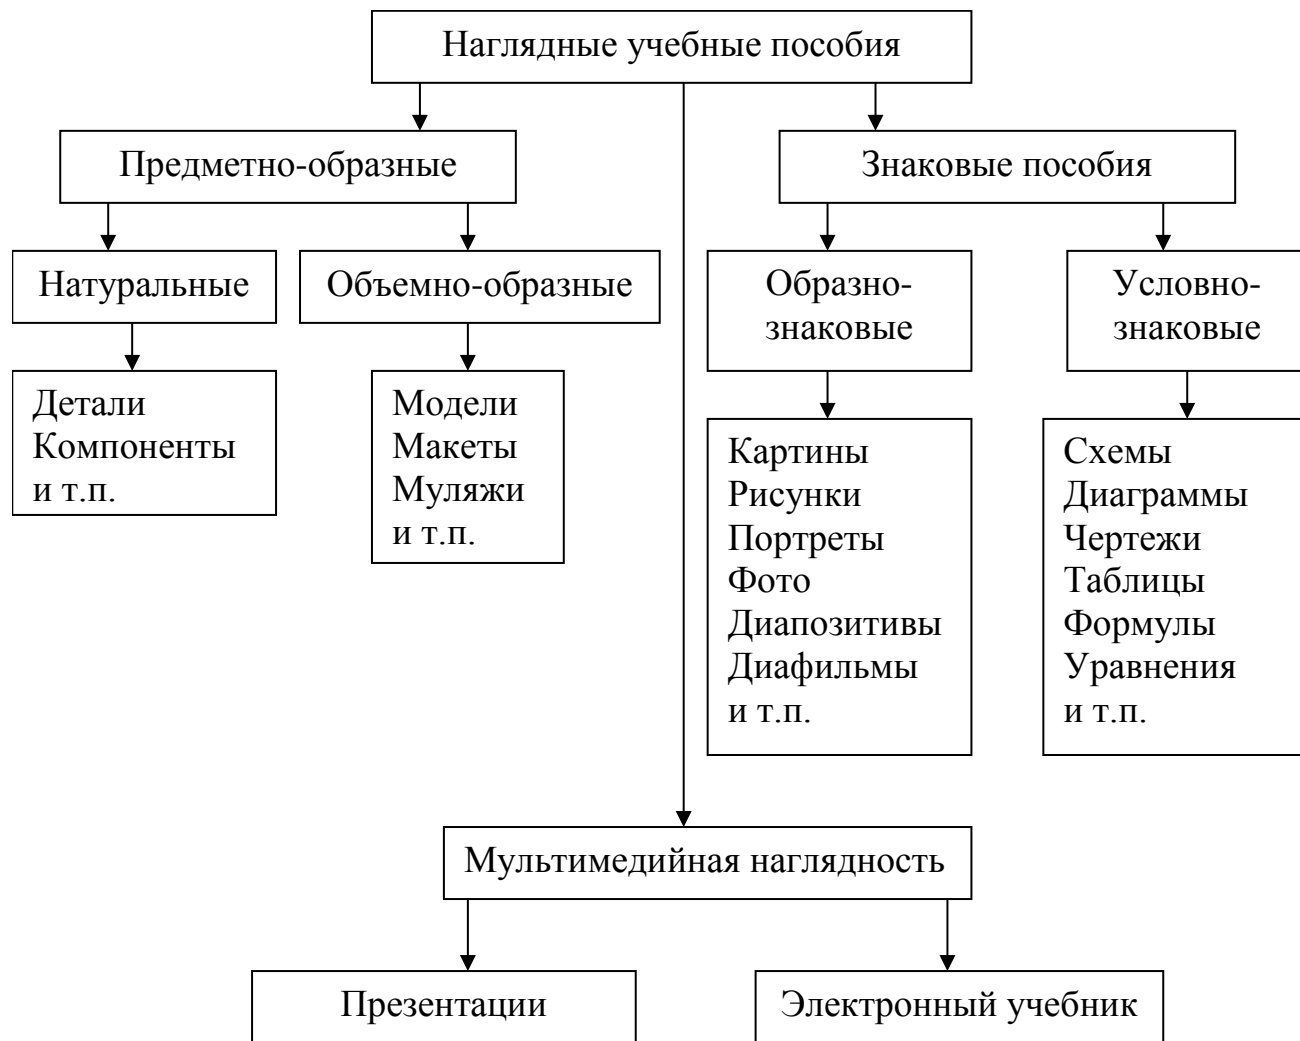 Наглядные учебные пособия
Предметно-образные
Знаковые пособия
Натуральные
Объемно-образные
Образно-
знаковые
Условно-
знаковые
Детали
Компоненты
и т.п.
Модели
Макеты
Муляжи
и т.п.
Картины
Рисунки
Портреты
Фото
Диапозитивы
Диафильмы
и т.п.
Схемы
Диаграммы
Чертежи
Таблицы
Формулы
Уравнения
и т.п.
Мультимедийная наглядность
Презентации
Электронный учебник